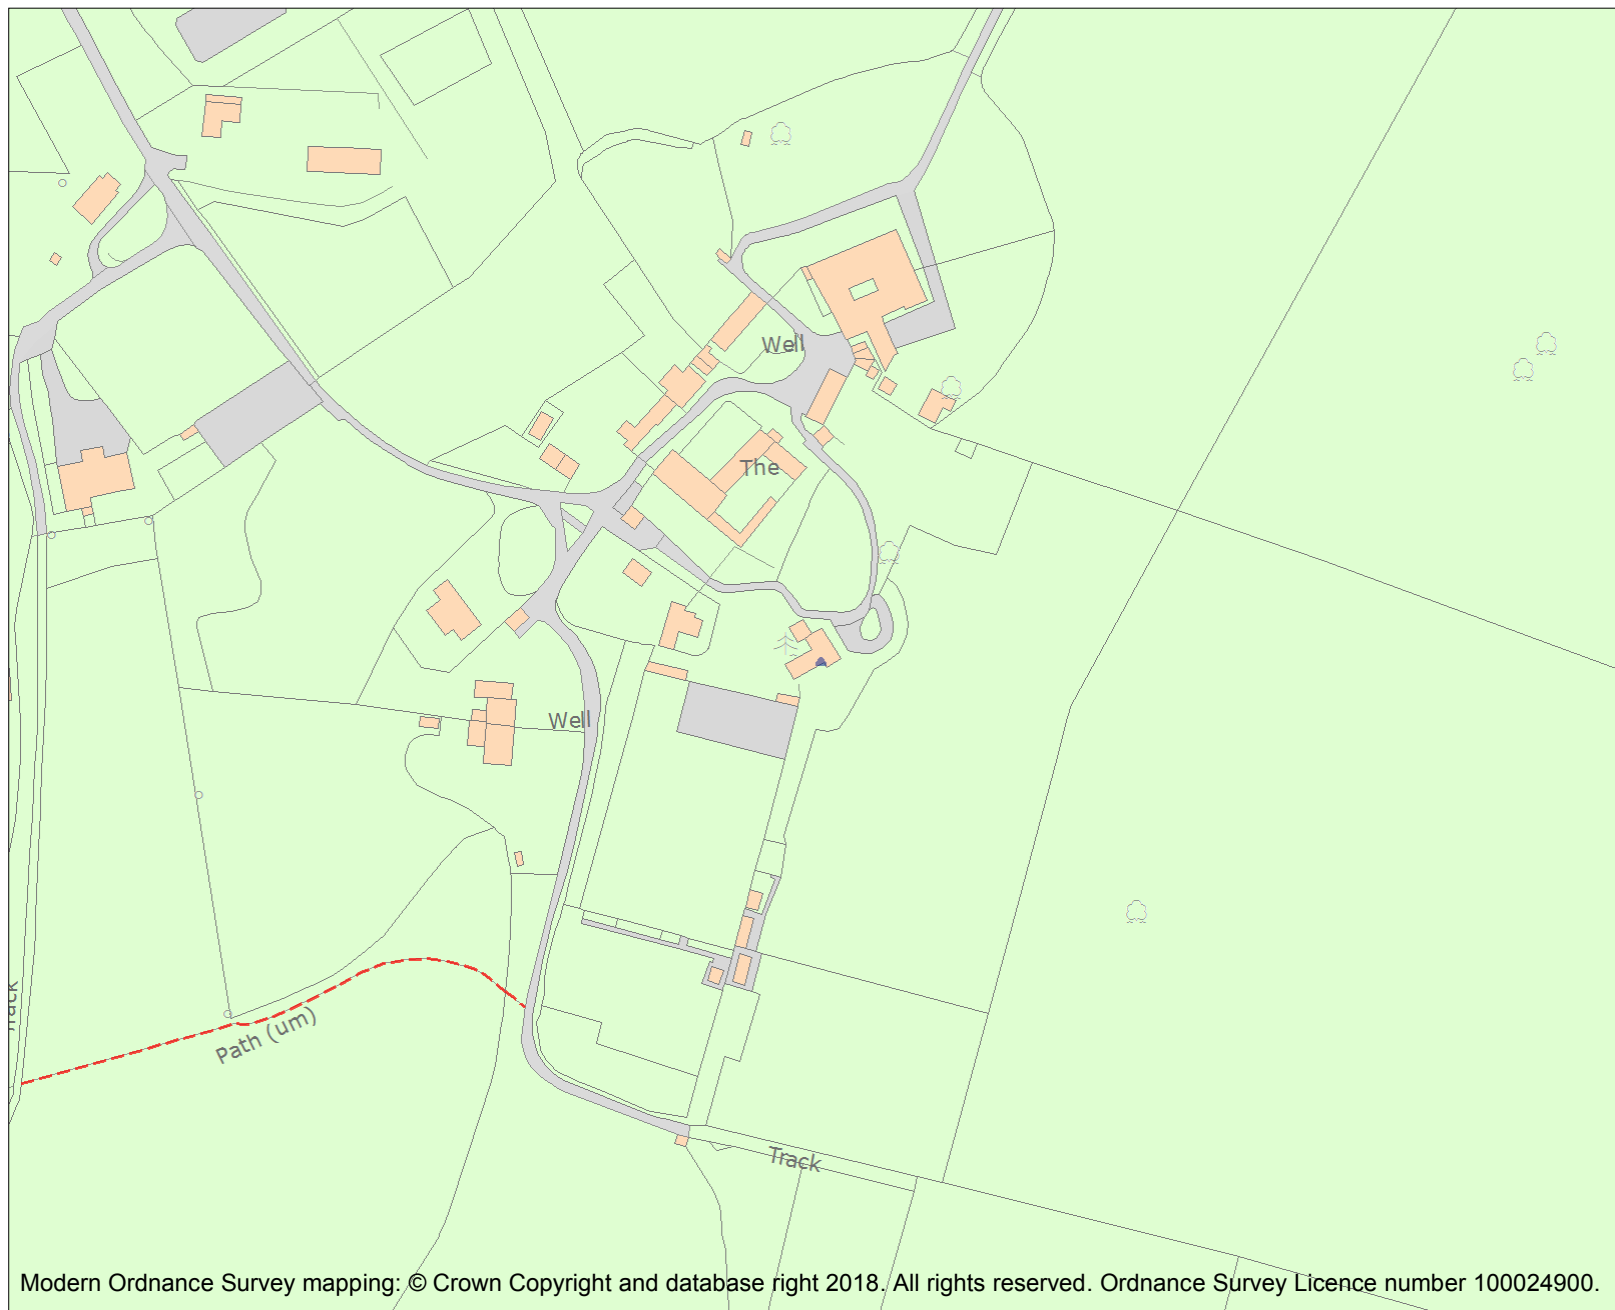 Well
The
Well
Path (um)
Track
Modern Ordnance Survey mapping: © Crown Copyright and database right 2018. All rights reserved. Ordnance Survey Licence number 100024900.